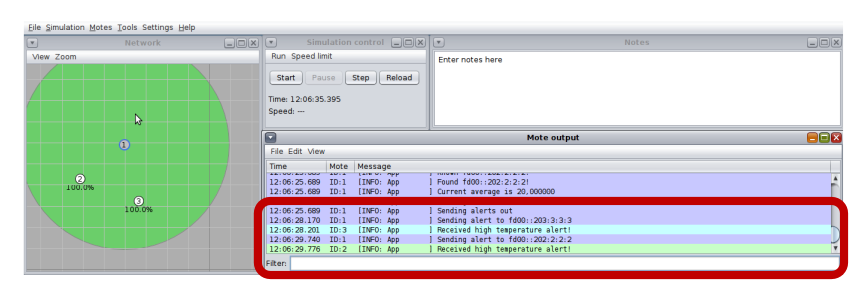 File Simulation Motes Tools Settings Help
Network
View Zoom
1
2
100.0%
3
100.0%
Simulation control
Run Speed limit
Start Pause Step Reload
Time: 12:06:35.395
Speed: ---
Notes
Enter notes here
Mote output
File Edit View
Time Mote Message
12:06:25.689 ID:1 [INFO: App ] Found fd00::202:2:2:2!
12:06:25.689 ID:1 [INFO: App ] Current average is 20,000000
12:06:25.689 ID:1 [INFO: App ] Sending alerts out
12:06:28.170 ID:1 [INFO: App ] Sending alert to fd00::203:3:3:3
12:06:28.201 ID:3 [INFO: App ] Received high temperature alert!
12:06:29.740 ID:1 [INFO: App ] Sending alert to fd00::202:2:2:2
12:06:29.776 ID:2 [INFO: App ] Received high temperature alert!
Filter: